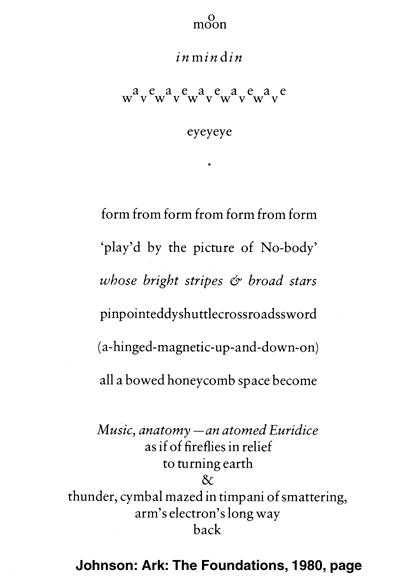 moon
inmindin
wavewavewavewavewave
eyeyeye
·
form from form from form from form
‘play’d by the picture of No-body’
whose bright stripes & broad stars
pinpointeddyshuttlecrossroadssword
(a-hinged-magnetic-up-and-down-on)
all a bowed honeycomb space become
Music, anatomy — an atomed Euridice
as if of fireflies in relief
to turning earth
&
thunder, cymbal mazed in timpani of smattering,
arm’s electron’s long way
back
Johnson: Ark: The Foundations, 1980, page